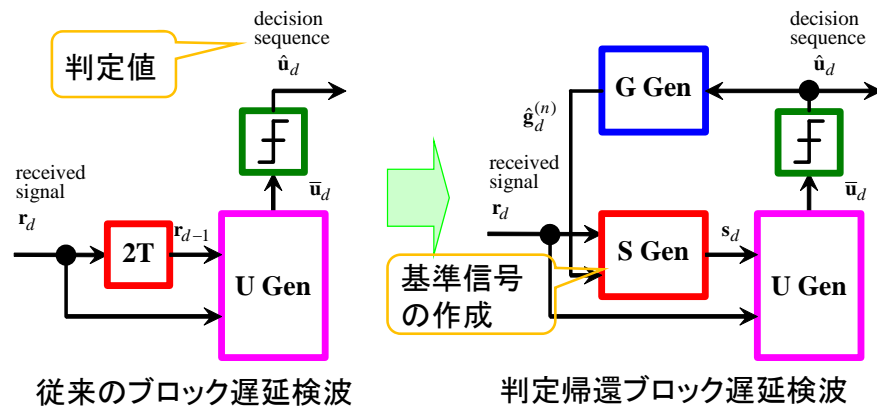 decision
sequence
û_d
判定値
received
signal
r_d
2T
r_{d−1}
ū_d
U Gen
従来のブロック遅延検波
decision
sequence
û_d
G Gen
ĝ_d^{(n)}
received
signal
r_d
ū_d
S Gen
s_d
U Gen
基準信号
の作成
判定帰還ブロック遅延検波